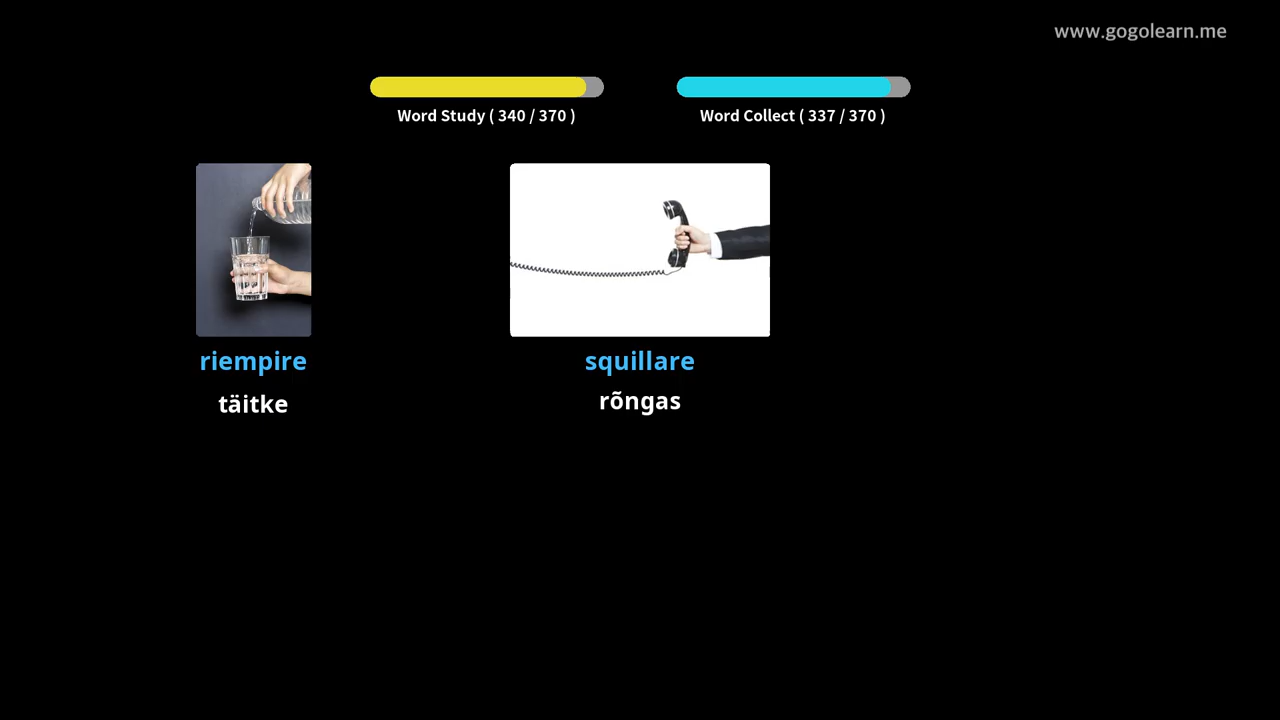 www.gogolearn.me
Word Study ( 340 / 370 )
Word Collect ( 337 / 370 )
riempire
täitke
squillare
rõngas